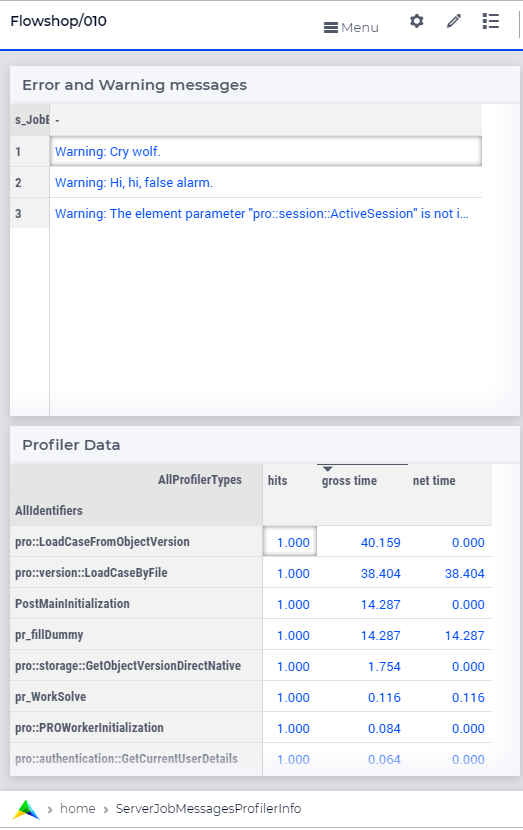 Flowshop/010
Menu
Error and Warning messages
s_JobE -
1 Warning: Cry wolf.
2 Warning: Hi, hi, false alarm.
3 Warning: The element parameter "pro::session::ActiveSession" is not i...
Profiler Data
AllProfilerTypes hits gross time net time
AllIdentifiers
pro::LoadCaseFromObjectVersion 1.000 40.159 0.000
pro::version::LoadCaseByFile 1.000 38.404 38.404
PostMainInitialization 1.000 14.287 0.000
pr_fillDummy 1.000 14.287 14.287
pro::storage::GetObjectVersionDirectNative 1.000 1.754 0.000
pr_WorkSolve 1.000 0.116 0.116
pro::PROWorkerInitialization 1.000 0.084 0.000
pro::authentication::GetCurrentUserDetails 1.000 0.064 0.000
home ServerJobMessagesProfilerInfo